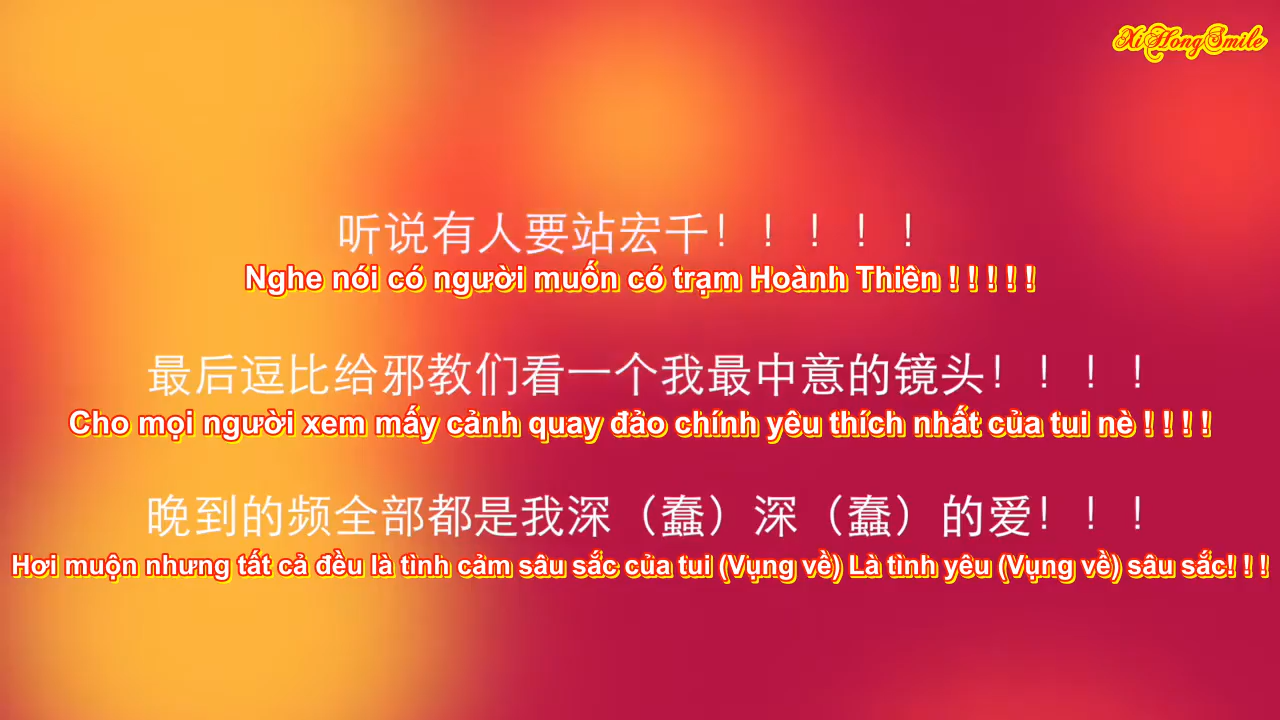 Xi Hong Smile
听说有人要站宏千！！！！！
Nghe nói có người muốn có trạm Hoành Thiên ! ! ! ! !
最后逗比给邪教们看一个我最中意的镜头！！！！
Cho mọi người xem mấy cảnh quay đảo chính yêu thích nhất của tui nè ! ! ! !
晚到的频全部都是我深（蠢）深（蠢）的爱！！！
Hơi muộn nhưng tất cả đều là tình cảm sâu sắc của tui (Vụng về) Là tình yêu (Vụng về) sâu sắc! ! !